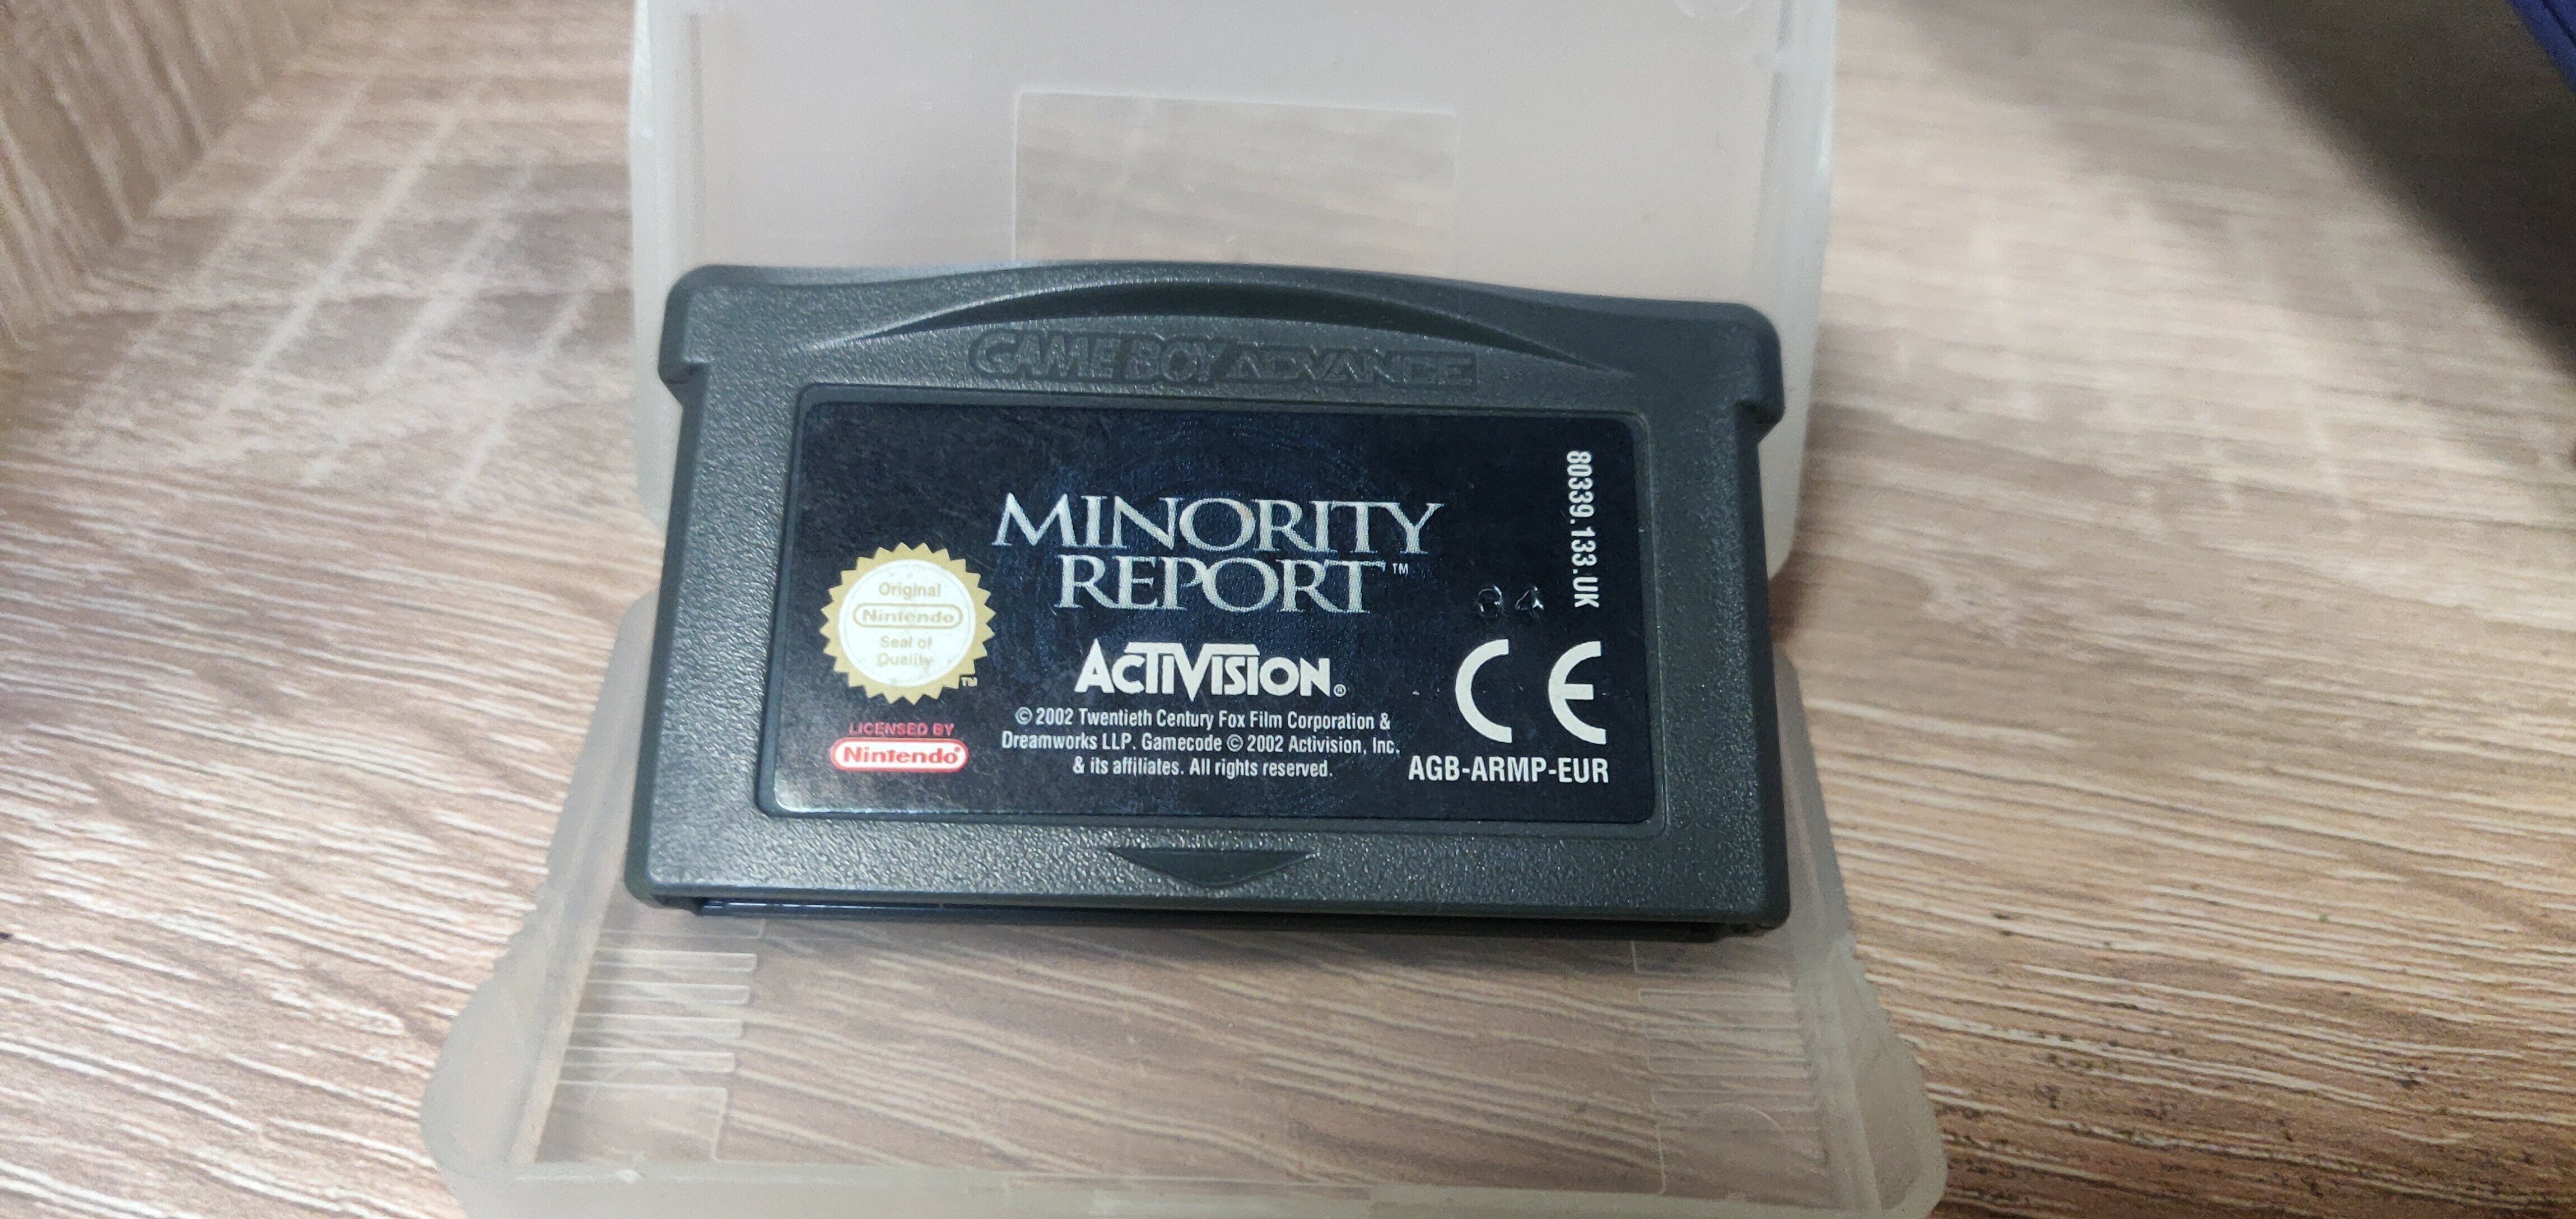 GAME BOY ADVANCE
80339.133.UK
MINORITY
REPORT™
Original
Nintendo
Seal of
Quality
TM
ACTIVISION®
CE
LICENSED BY
Nintendo®
© 2002 Twentieth Century Fox Film Corporation &
Dreamworks LLP. Gamecode © 2002 Activision, Inc.
& its affiliates. All rights reserved.
AGB-ARMP-EUR